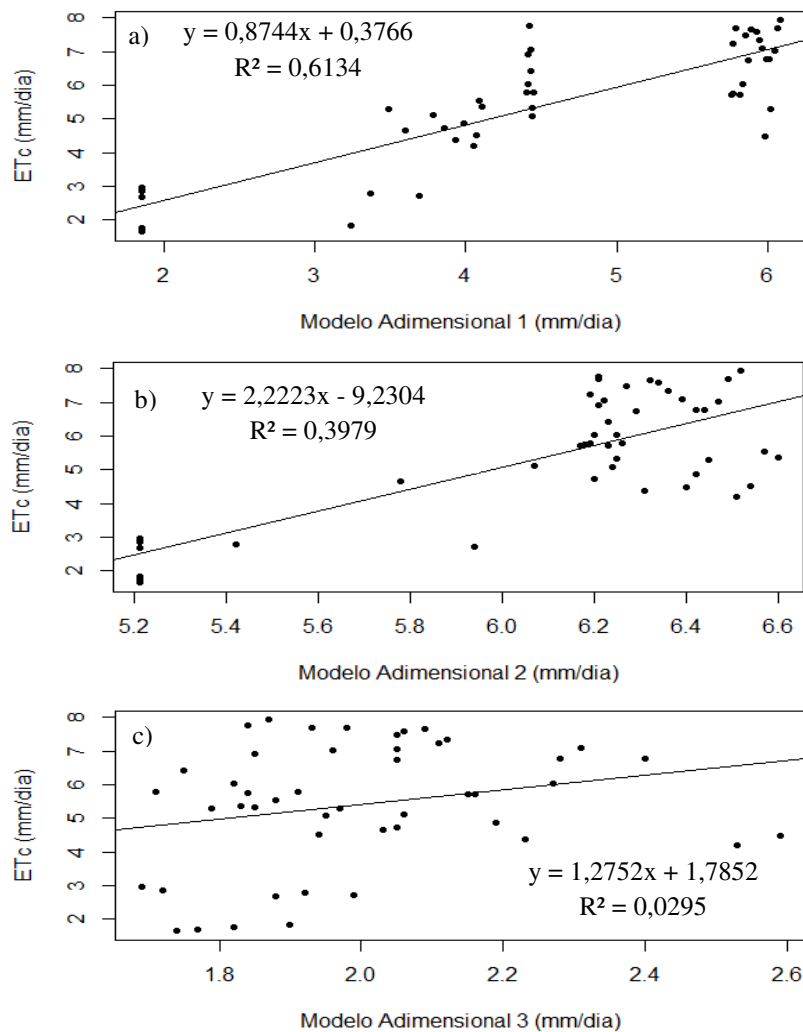 a)
y = 0,8744x + 0,3766
R² = 0,6134
ETc (mm/dia)
8
7
6
5
4
3
2
2 3 4 5 6
Modelo Adimensional 1 (mm/dia)
b)
y = 2,2223x - 9,2304
R² = 0,3979
ETc (mm/dia)
8
7
6
5
4
3
2
5.2 5.4 5.6 5.8 6.0 6.2 6.4 6.6
Modelo Adimensional 2 (mm/dia)
c)
ETc (mm/dia)
8
7
6
5
4
3
2
y = 1,2752x + 1,7852
R² = 0,0295
1.8 2.0 2.2 2.4 2.6
Modelo Adimensional 3 (mm/dia)